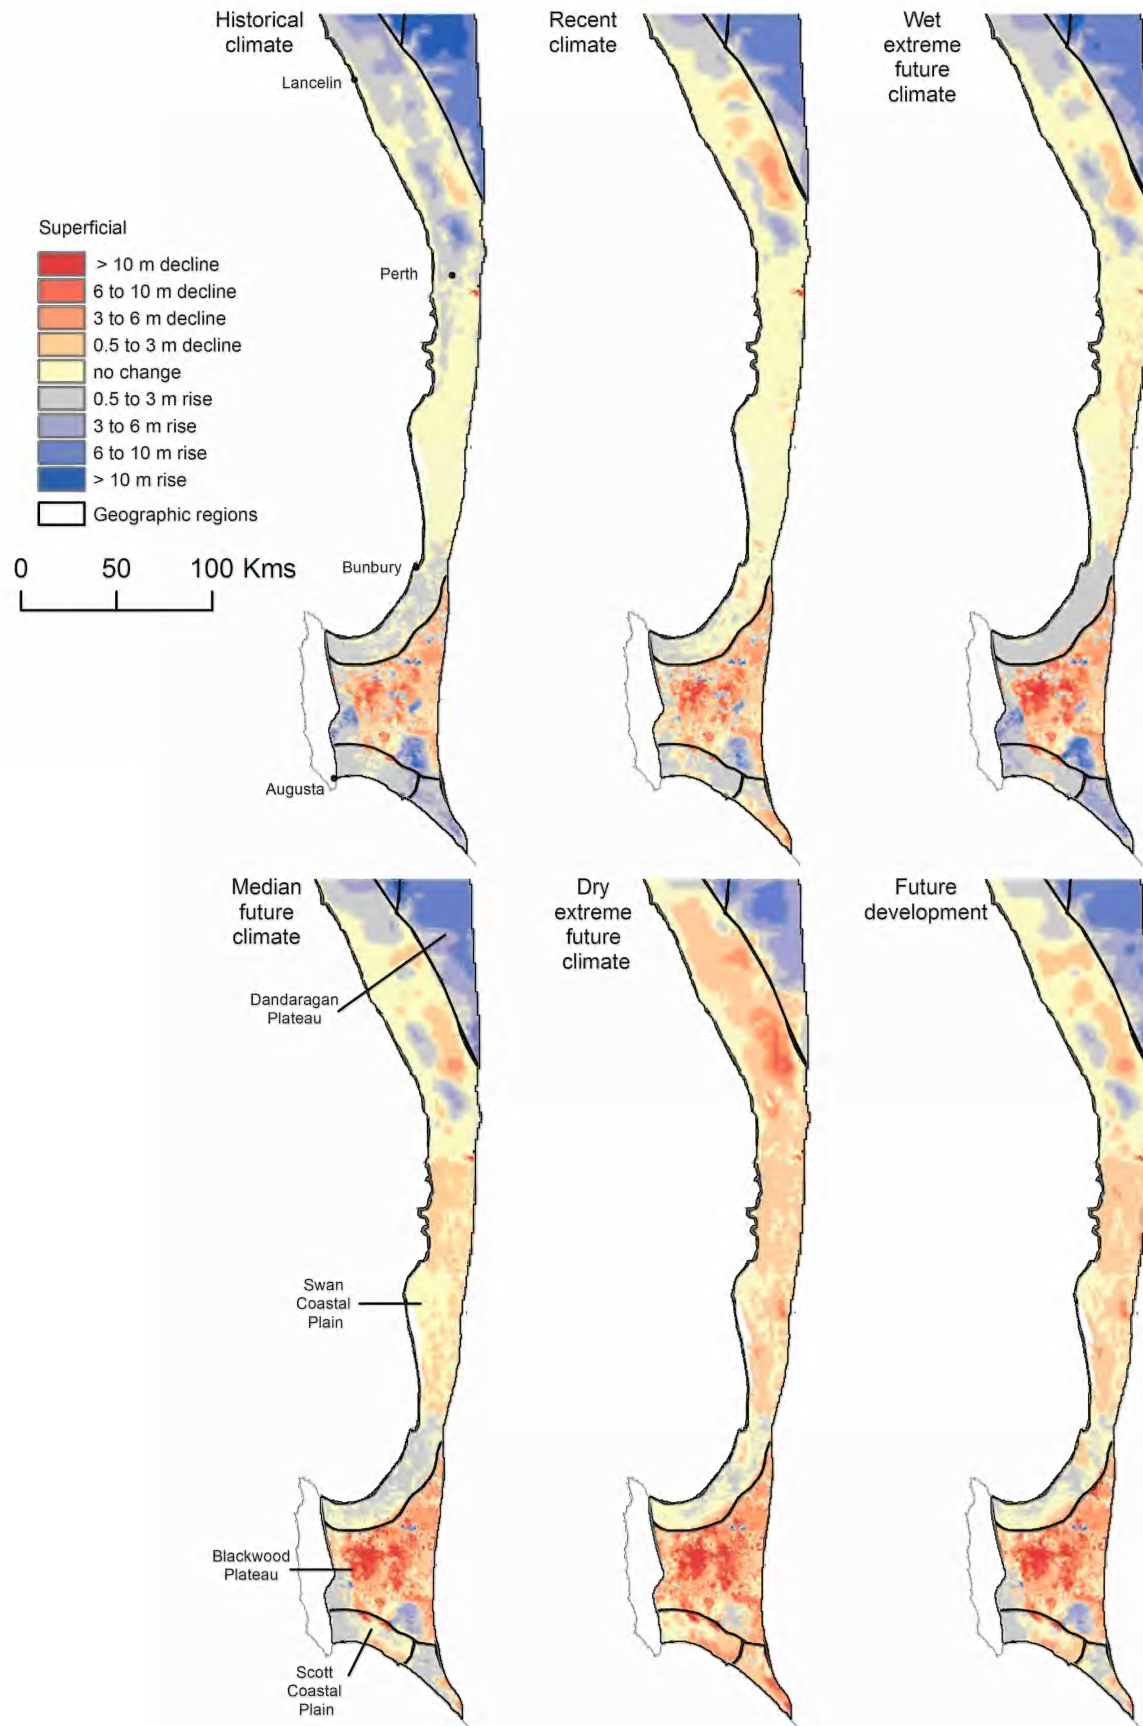 Historical
climate
Recent
climate
Wet
extreme
future
climate
Lancelin
Superficial
> 10 m decline
6 to 10 m decline
3 to 6 m decline
0.5 to 3 m decline
no change
0.5 to 3 m rise
3 to 6 m rise
6 to 10 m rise
> 10 m rise
Geographic regions
Perth
0 50 100 Kms
Bunbury
Augusta
Median
future
climate
Dry
extreme
future
climate
Future
development
Dandaragan
Plateau
Swan
Coastal
Plain
Blackwood
Plateau
Scott
Coastal
Plain